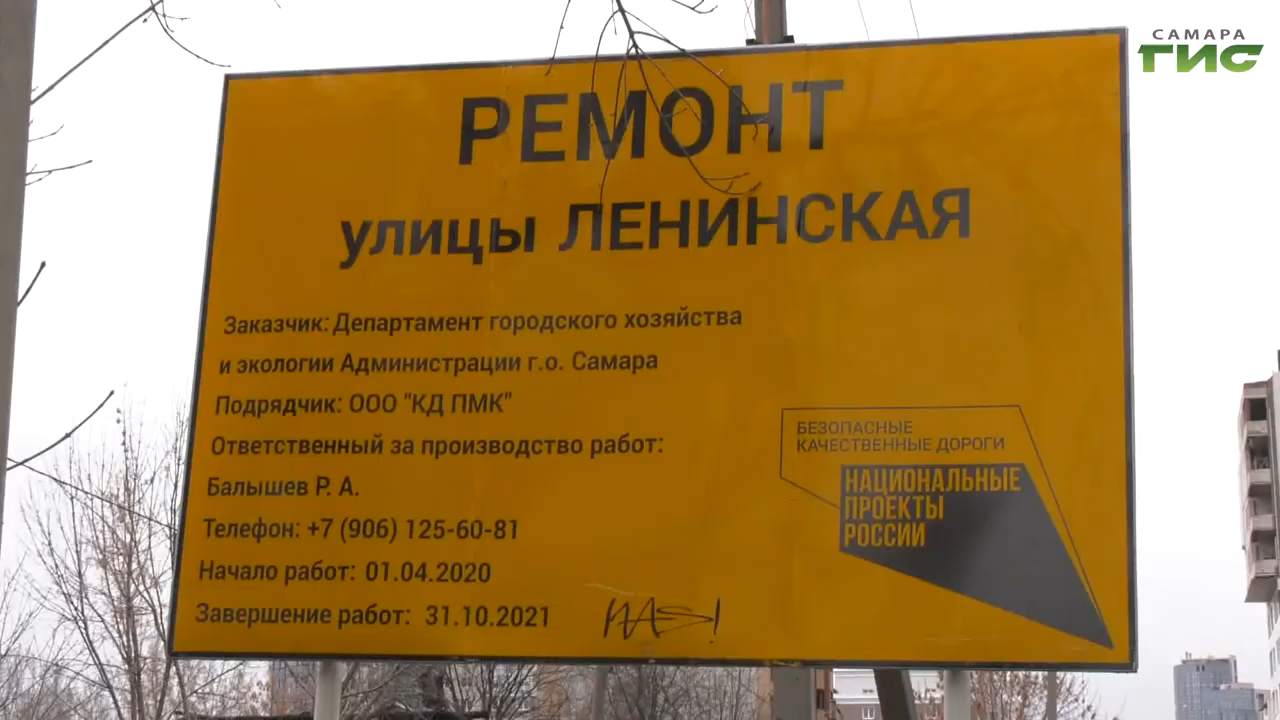 САМАРА
ГИС
РЕМОНТ
улицы ЛЕНИНСКАЯ
Заказчик: Департамент городского хозяйства
и экологии Администрации г.о. Самара
Подрядчик: ООО "КД ПМК"
Ответственный за производство работ:
Балышев Р. А.
Телефон: +7 (906) 125-60-81
Начало работ: 01.04.2020
Завершение работ: 31.10.2021
БЕЗОПАСНЫЕ
КАЧЕСТВЕННЫЕ ДОРОГИ
НАЦИОНАЛЬНЫЕ
ПРОЕКТЫ
РОССИИ